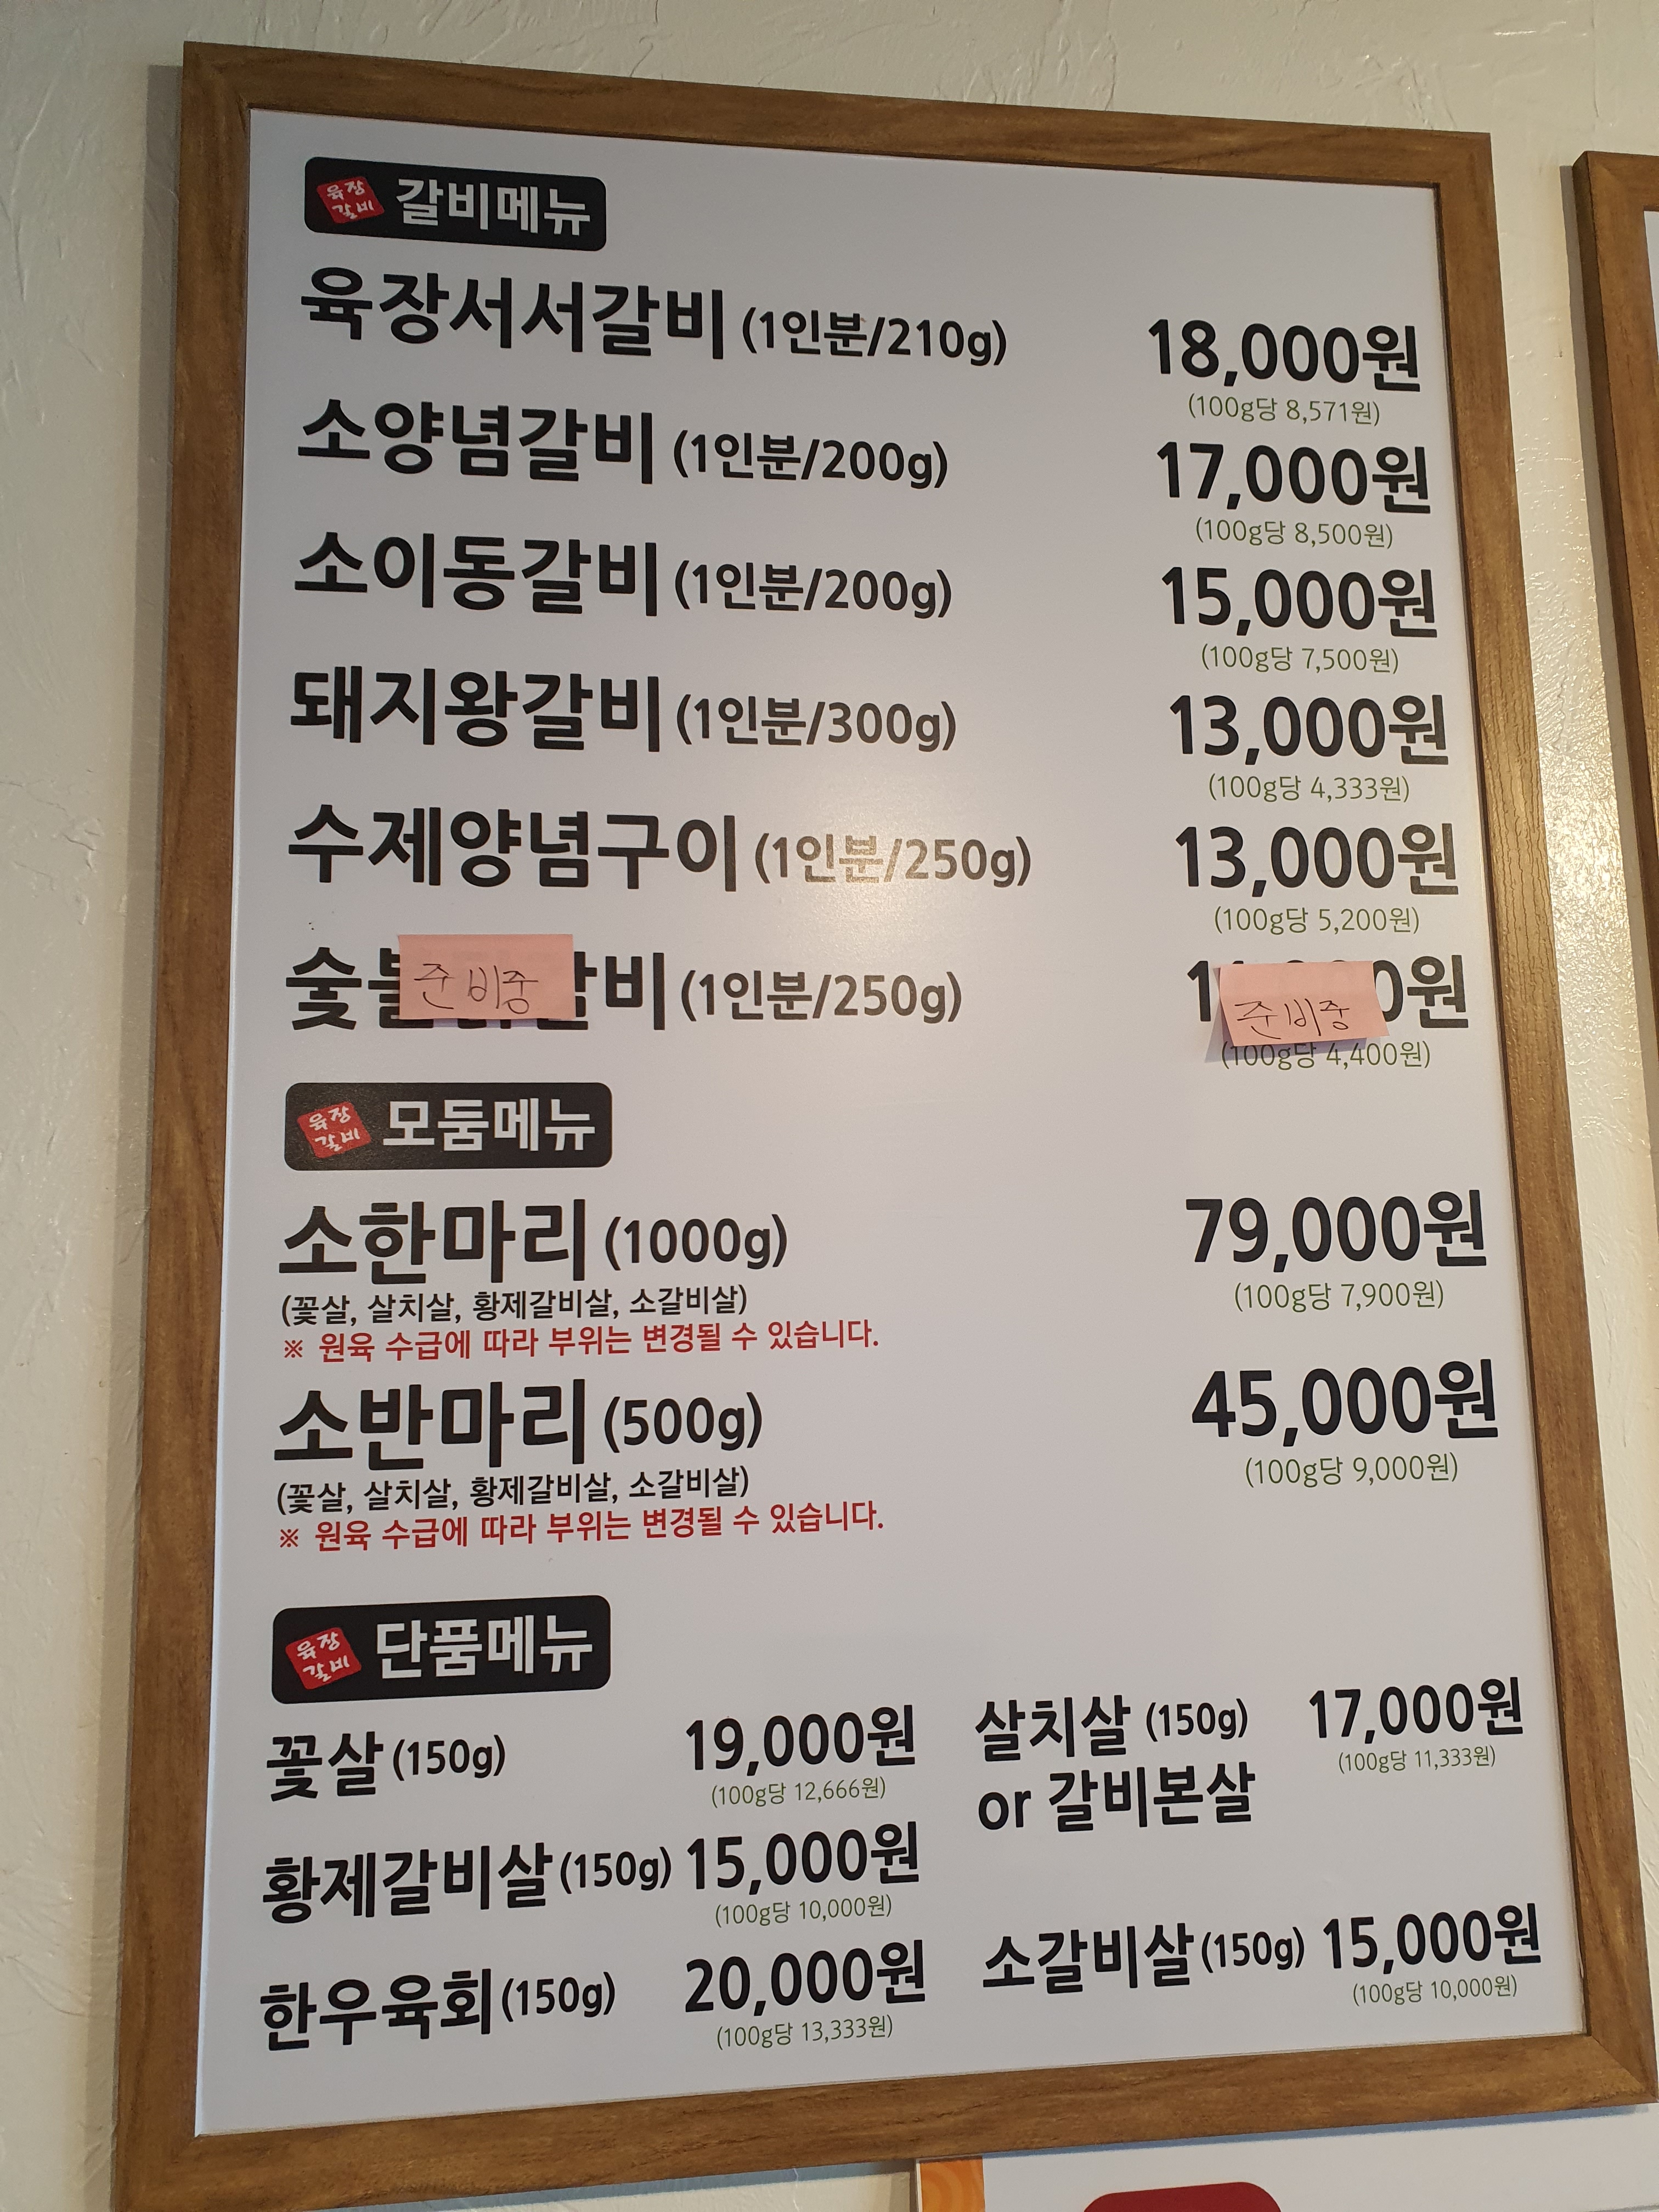 육장갈비 갈비메뉴
육장서서갈비 (1인분/210g) 18,000원
(100g당 8,571원)
소양념갈비 (1인분/200g) 17,000원
(100g당 8,500원)
소이동갈비 (1인분/200g) 15,000원
(100g당 7,500원)
돼지왕갈비 (1인분/300g) 13,000원
(100g당 4,333원)
수제양념구이 (1인분/250g) 13,000원
(100g당 5,200원)
숯불 준비중 갈비 (1인분/250g) 준비중
(100g당 4,400원)
육장갈비 모둠메뉴
소한마리 (1000g) 79,000원
(꽃살, 살치살, 황제갈비살, 소갈비살) (100g당 7,900원)
※ 원육 수급에 따라 부위는 변경될 수 있습니다.
소반마리 (500g) 45,000원
(꽃살, 살치살, 황제갈비살, 소갈비살) (100g당 9,000원)
※ 원육 수급에 따라 부위는 변경될 수 있습니다.
육장갈비 단품메뉴
꽃살 (150g) 19,000원
(100g당 12,666원)
황제갈비살 (150g) 15,000원
(100g당 10,000원)
한우육회 (150g) 20,000원
(100g당 13,333원)
살치살 (150g) 17,000원
(100g당 11,333원)
or 갈비본살
소갈비살 (150g) 15,000원
(100g당 10,000원)